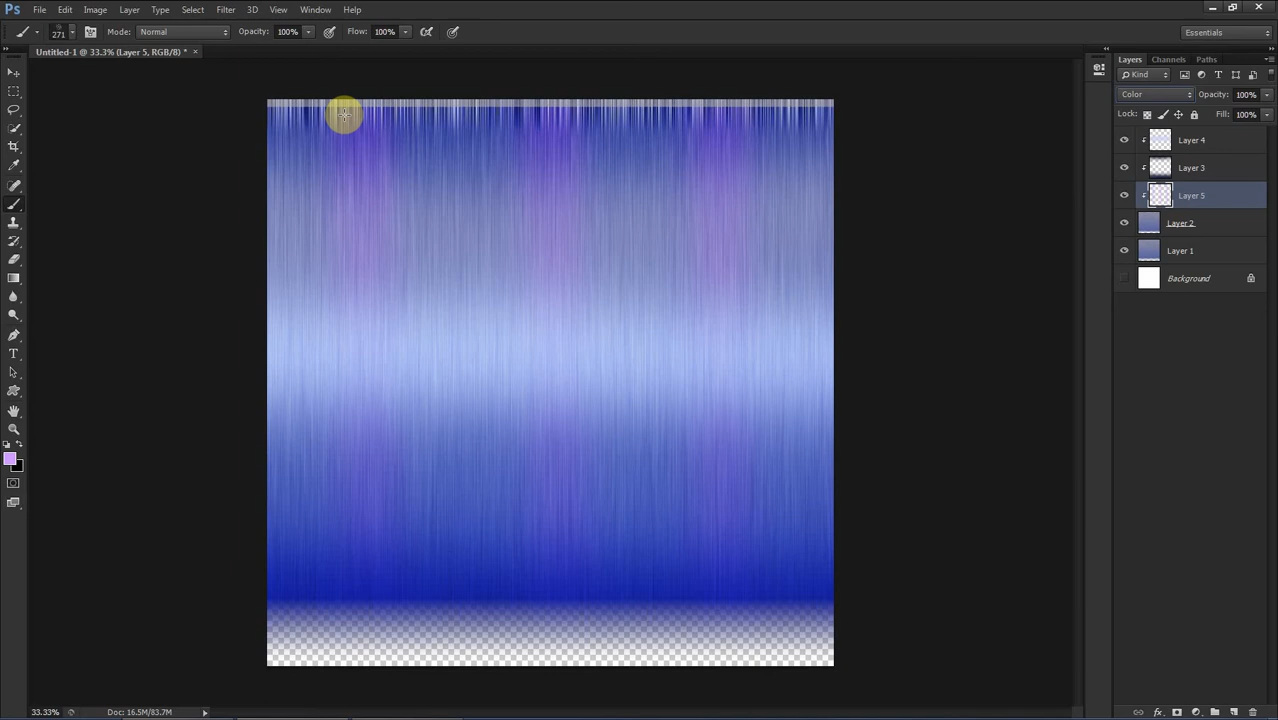 Ps File Edit Image Layer Type Select Filter 3D View Window Help
271 Mode: Normal Opacity: 100% Flow: 100% Essentials
Untitled-1 @ 33.3% (Layer 5, RGB/8) * ×
Layers Channels Paths
Kind
Color Opacity: 100%
Lock: Fill: 100%
Layer 4
Layer 3
Layer 5
Layer 2
Layer 1
Background
33.33% Doc: 16.5M/83.7M